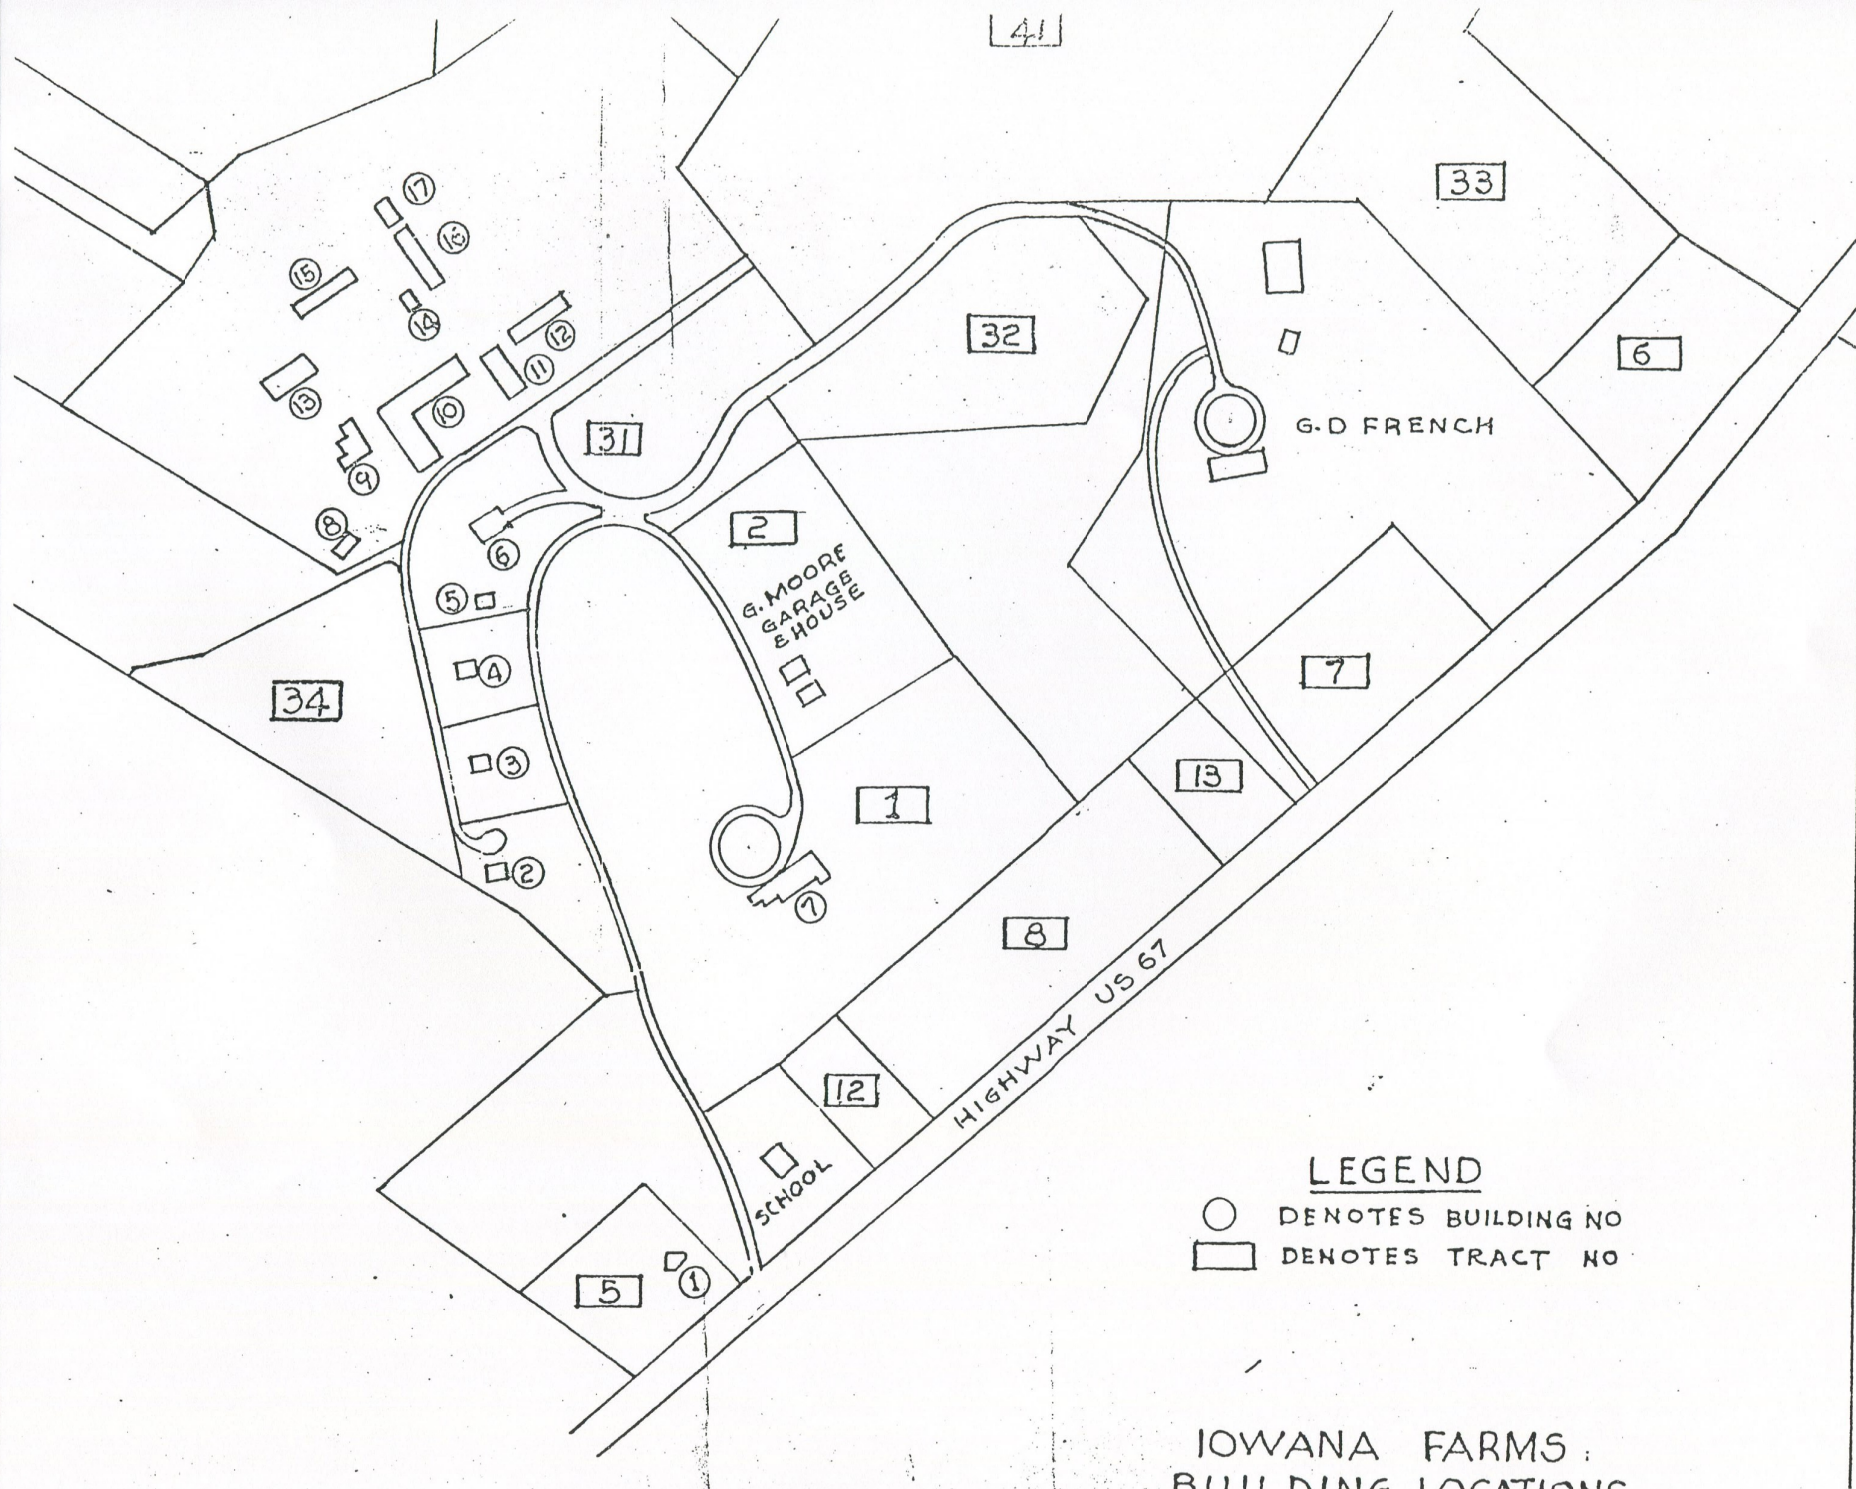 41
33
17
16
15
14
12
32
11
6
13
10
G.D FRENCH
31
9
8
2
6
G. MOORE
GARAGE
& HOUSE
5
4
7
34
3
13
1
2
7
8
HIGHWAY US 67
12
SCHOOL
LEGEND
DENOTES BUILDING NO
DENOTES TRACT NO
5
1
IOWANA FARMS
BUILDING LOCATIONS